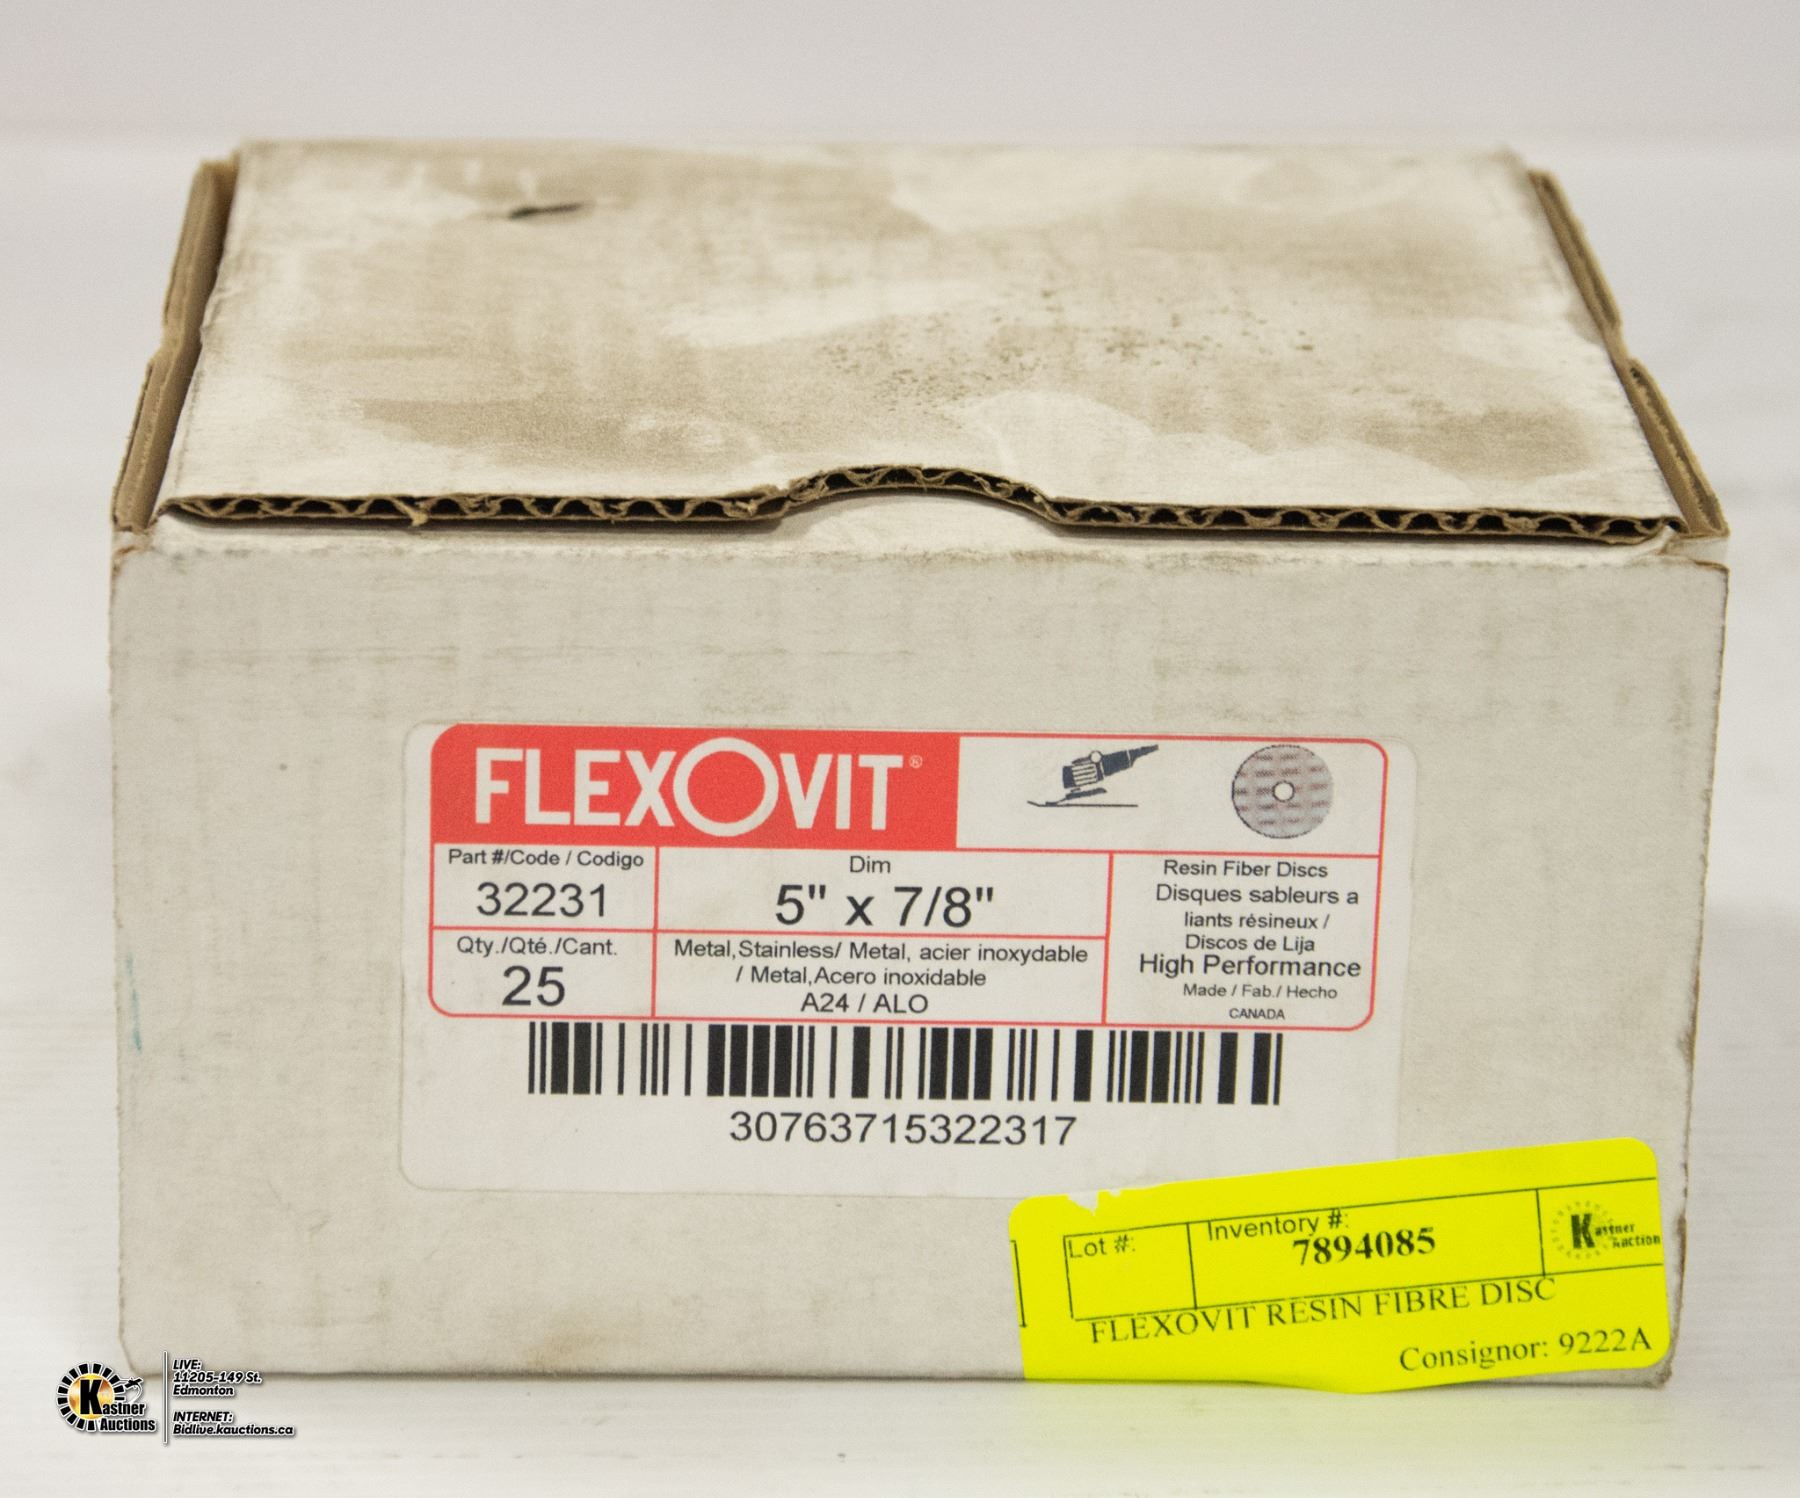 FLEXOVIT®
Part #/Code / Codigo
32231
Dim
5" x 7/8"
Resin Fiber Discs
Disques sableurs a
liants résineux /
Discos de Lija
High Performance
Made / Fab./ Hecho
CANADA
Qty./Qté./Cant.
25
Metal,Stainless/ Metal, acier inoxydable
/ Metal,Acero inoxidable
A24 / ALO
30763715322317
Lot #:
Inventory #:
7894085
Kastner
Auction
FLEXOVIT RESIN FIBRE DISC
Consignor: 9222A
Kastner
Auctions
LIVE:
11205-149 St.
Edmonton
INTERNET:
Bidlive.kauctions.ca